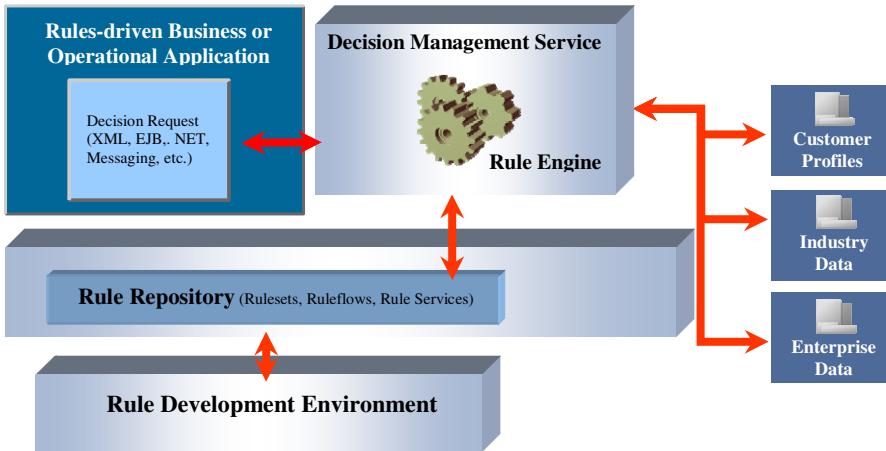 Rules-driven Business or
Operational Application
Decision Request
(XML, EJB,. NET,
Messaging, etc.)
Decision Management Service
Rule Engine
Customer
Profiles
Industry
Data
Enterprise
Data
Rule Repository (Rulesets, Ruleflows, Rule Services)
Rule Development Environment